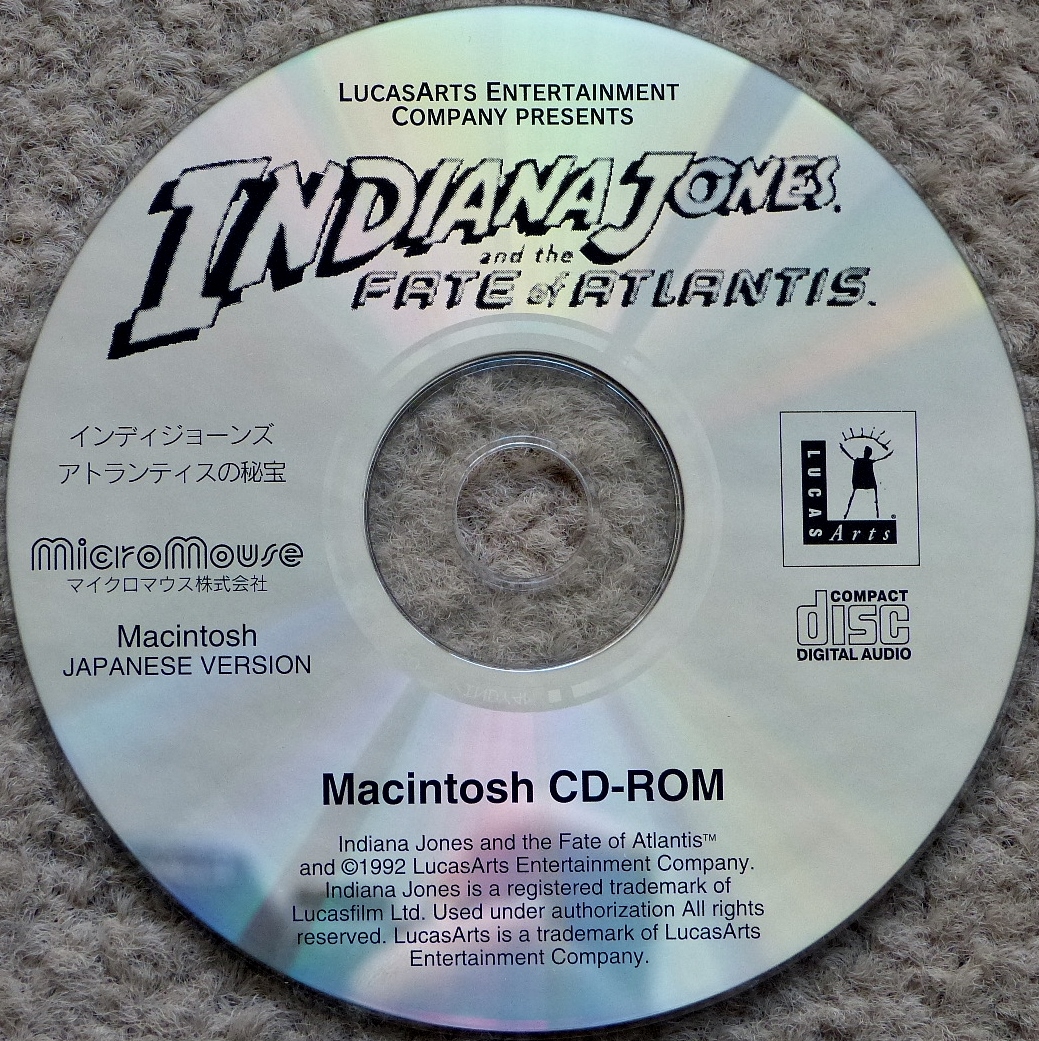 LUCASARTS ENTERTAINMENT
COMPANY PRESENTS
INDIANA JONES
and the
FATE of ATLANTIS.
インディジョーンズ
アトランティスの秘宝
MicroMouse
マイクロマウス株式会社
Macintosh
JAPANESE VERSION
LUCAS
Arts
COMPACT
disc
DIGITAL AUDIO
Macintosh CD-ROM
Indiana Jones and the Fate of Atlantis™
and ©1992 LucasArts Entertainment Company.
Indiana Jones is a registered trademark of
Lucasfilm Ltd. Used under authorization All rights
reserved. LucasArts is a trademark of LucasArts
Entertainment Company.